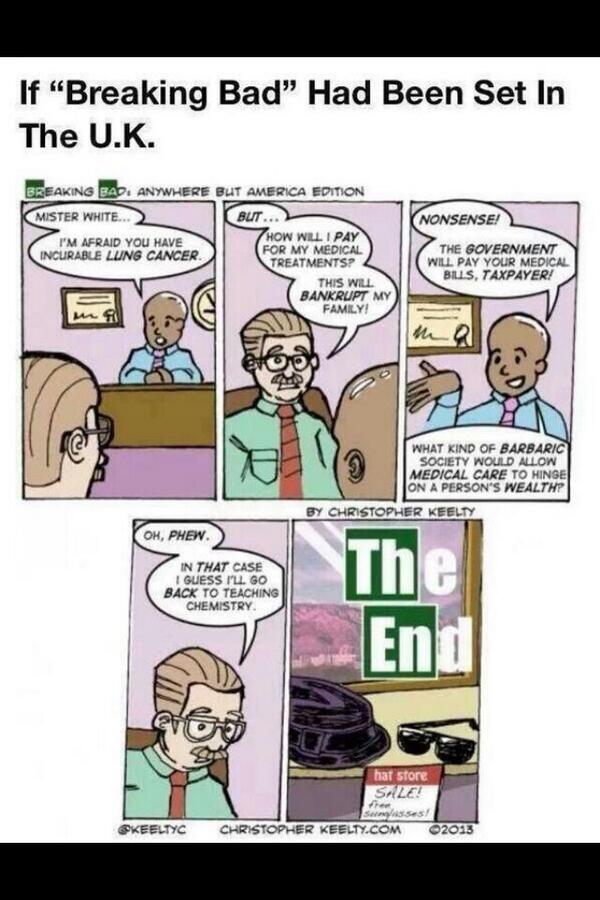 If “Breaking Bad” Had Been Set In
The U.K.
BREAKING BAD: ANYWHERE BUT AMERICA EDITION
MISTER WHITE...
I'M AFRAID YOU HAVE
INCURABLE LUNG CANCER.
BUT...
HOW WILL I PAY
FOR MY MEDICAL
TREATMENTS?
THIS WILL
BANKRUPT MY
FAMILY!
NONSENSE!
THE GOVERNMENT
WILL PAY YOUR MEDICAL
BILLS, TAXPAYER!
WHAT KIND OF BARBARIC
SOCIETY WOULD ALLOW
MEDICAL CARE TO HINGE
ON A PERSON'S WEALTH?
BY CHRISTOPHER KEELTY
OH, PHEW.
IN THAT CASE
I GUESS I'LL GO
BACK TO TEACHING
CHEMISTRY.
The
End
hat store
SALE!
free
sunglasses!
@KEELTYC CHRISTOPHER KEELTY.COM ©2013